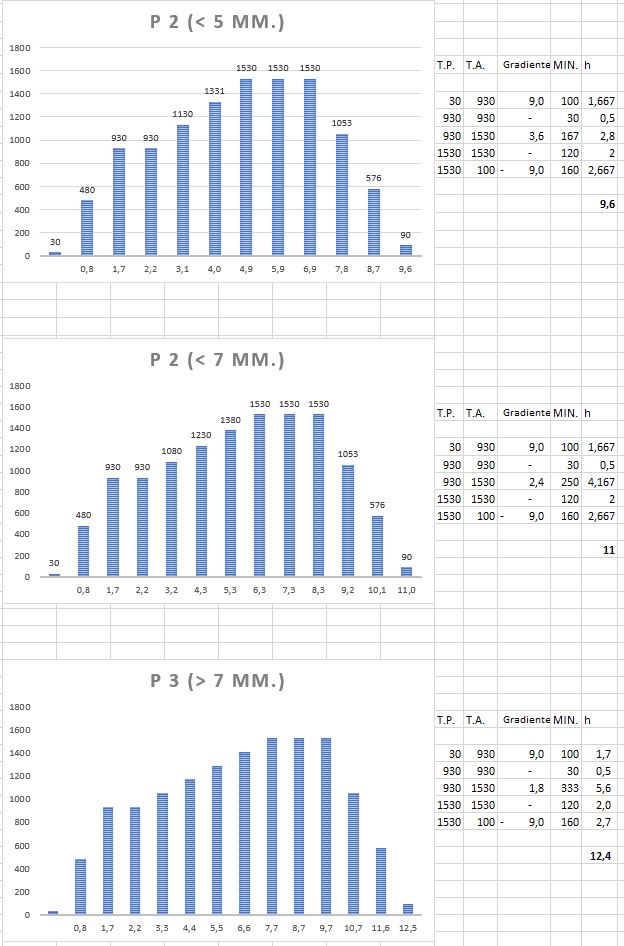 P 2 (< 5 MM.)
1800
1600
1400
1200
1000
800
600
400
200
0
30
480
930
930
1130
1331
1530
1530
1530
1053
576
90
0,8 1,7 2,2 3,1 4,0 4,9 5,9 6,9 7,8 8,7 9,6
T.P. T.A. Gradiente MIN. h
30 930 9,0 100 1,667
930 930 - 30 0,5
930 1530 3,6 167 2,8
1530 1530 - 120 2
1530 100 - 9,0 160 2,667
9,6
P 2 (< 7 MM.)
1800
1600
1400
1200
1000
800
600
400
200
0
30
480
930
930
1080
1230
1380
1530
1530
1530
1053
576
90
0,8 1,7 2,2 3,2 4,3 5,3 6,3 7,3 8,3 9,2 10,1 11,0
T.P. T.A. Gradiente MIN. h
30 930 9,0 100 1,667
930 930 - 30 0,5
930 1530 2,4 250 4,167
1530 1530 - 120 2
1530 100 - 9,0 160 2,667
11
P 3 (> 7 MM.)
1800
1600
1400
1200
1000
800
600
400
200
0
0,8 1,7 2,2 3,3 4,4 5,5 6,6 7,7 8,7 9,7 10,7 11,6 12,5
T.P. T.A. Gradiente MIN. h
30 930 9,0 100 1,7
930 930 - 30 0,5
930 1530 1,8 333 5,6
1530 1530 - 120 2,0
1530 100 - 9,0 160 2,7
12,4